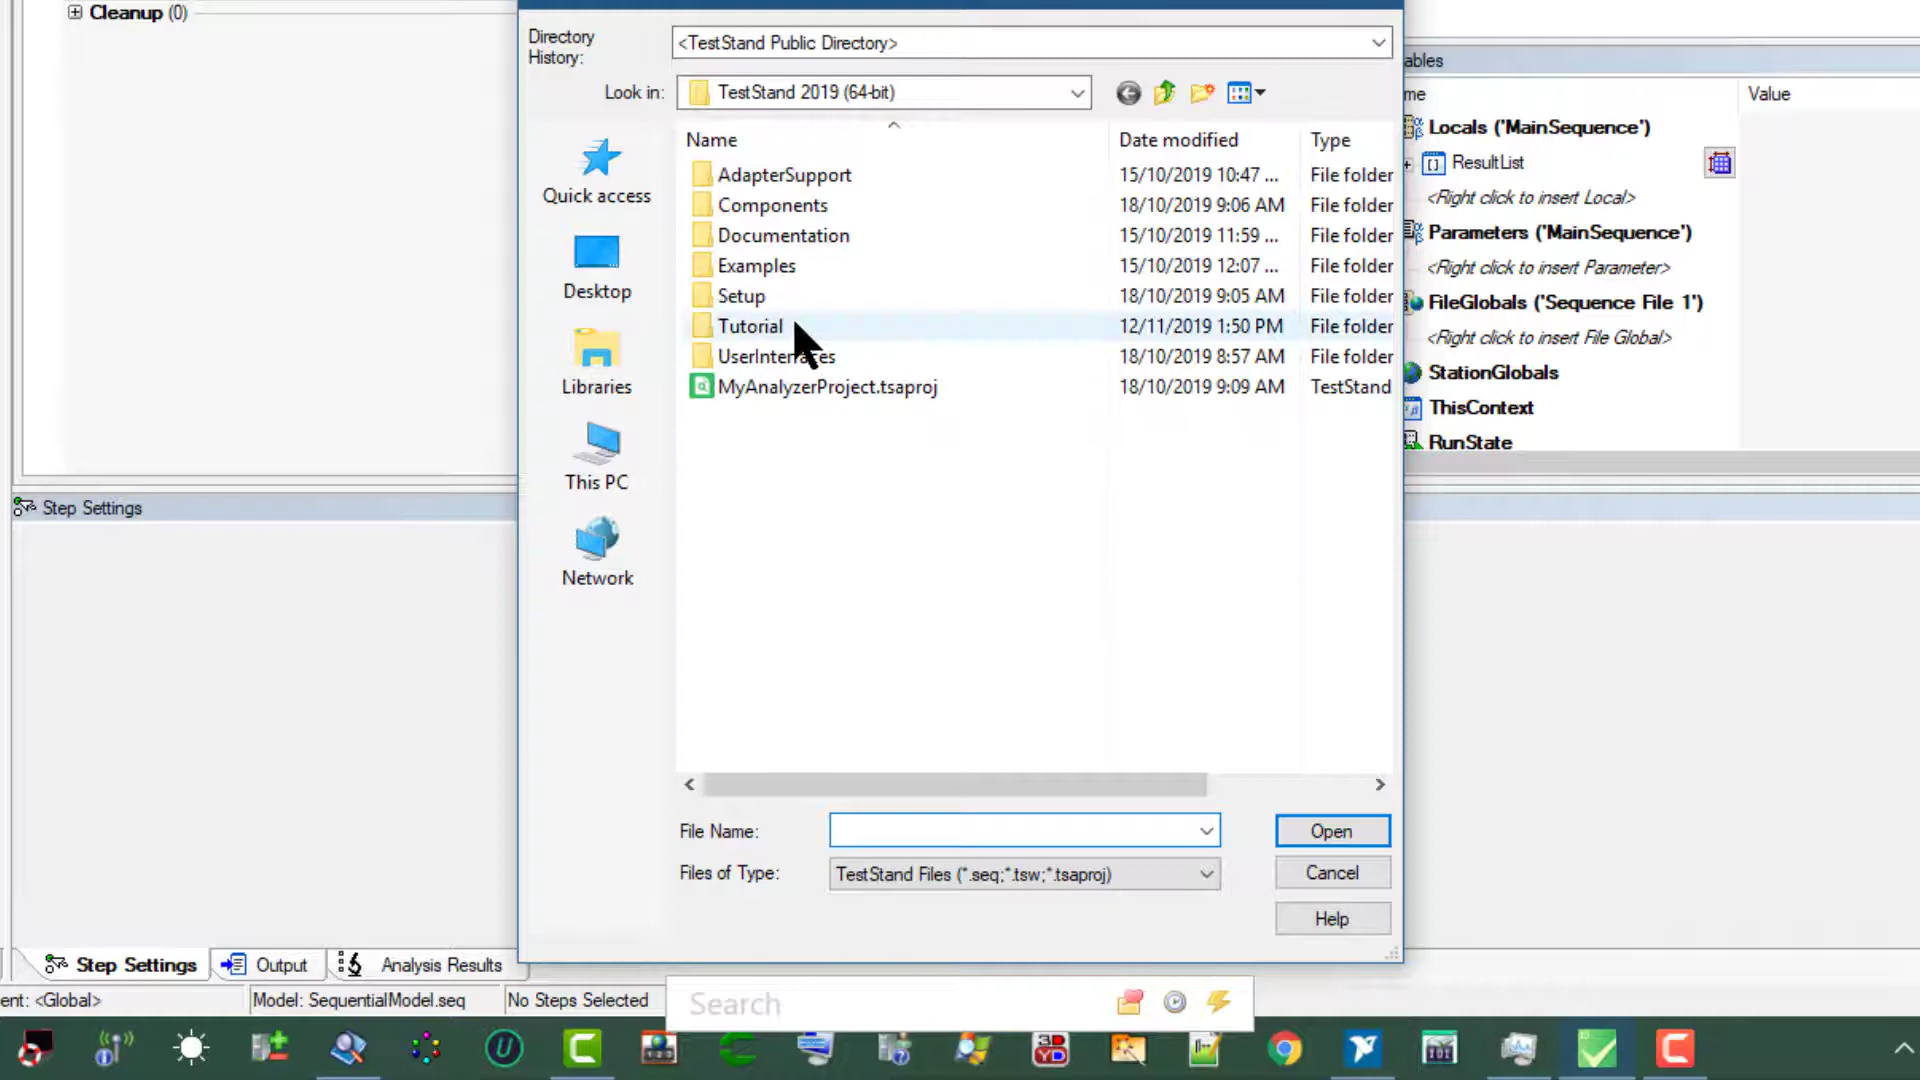 Cleanup (0)
Directory
History:
<TestStand Public Directory>
Look in:
TestStand 2019 (64-bit)
Quick access
Desktop
Libraries
This PC
Network
Name Date modified Type
AdapterSupport 15/10/2019 10:47 ... File folder
Components 18/10/2019 9:06 AM File folder
Documentation 15/10/2019 11:59 ... File folder
Examples 15/10/2019 12:07 ... File folder
Setup 18/10/2019 9:05 AM File folder
Tutorial 12/11/2019 1:50 PM File folder
UserInterfaces 18/10/2019 8:57 AM File folder
MyAnalyzerProject.tsaproj 18/10/2019 9:09 AM TestStand
File Name:
Open
Files of Type:
TestStand Files (*.seq;*.tsw;*.tsaproj)
Cancel
Help
ables
me Value
Locals ('MainSequence')
ResultList
<Right click to insert Local>
Parameters ('MainSequence')
<Right click to insert Parameter>
FileGlobals ('Sequence File 1')
<Right click to insert File Global>
StationGlobals
ThisContext
RunState
Step Settings
Step Settings Output Analysis Results
ent: <Global> Model: SequentialModel.seq No Steps Selected
Search